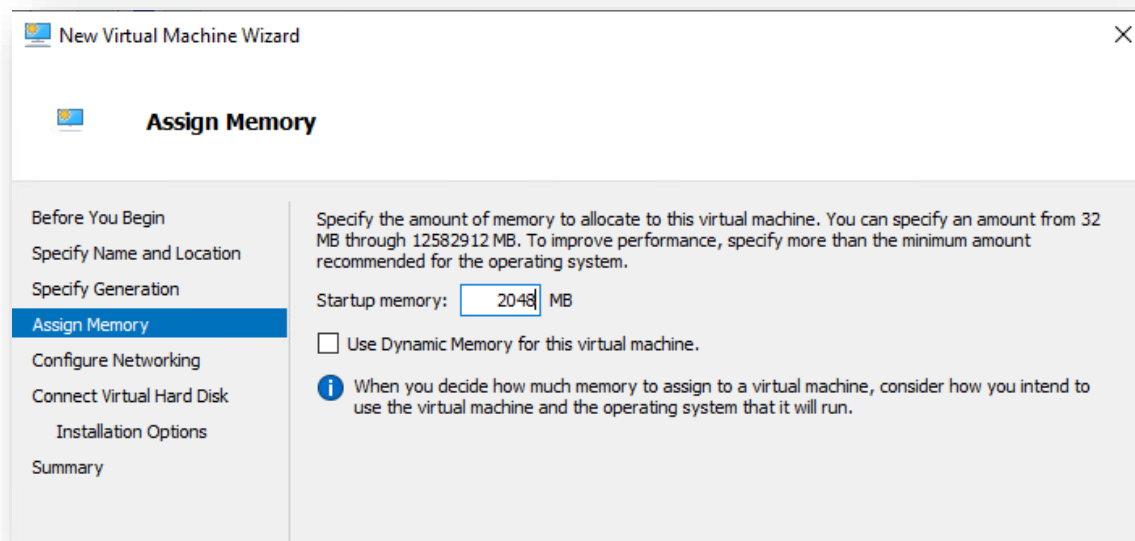 New Virtual Machine Wizard
Assign Memory
Before You Begin
Specify Name and Location
Specify Generation
Assign Memory
Configure Networking
Connect Virtual Hard Disk
Installation Options
Summary
Specify the amount of memory to allocate to this virtual machine. You can specify an amount from 32
MB through 12582912 MB. To improve performance, specify more than the minimum amount
recommended for the operating system.
Startup memory: 2048 MB
Use Dynamic Memory for this virtual machine.
When you decide how much memory to assign to a virtual machine, consider how you intend to
use the virtual machine and the operating system that it will run.